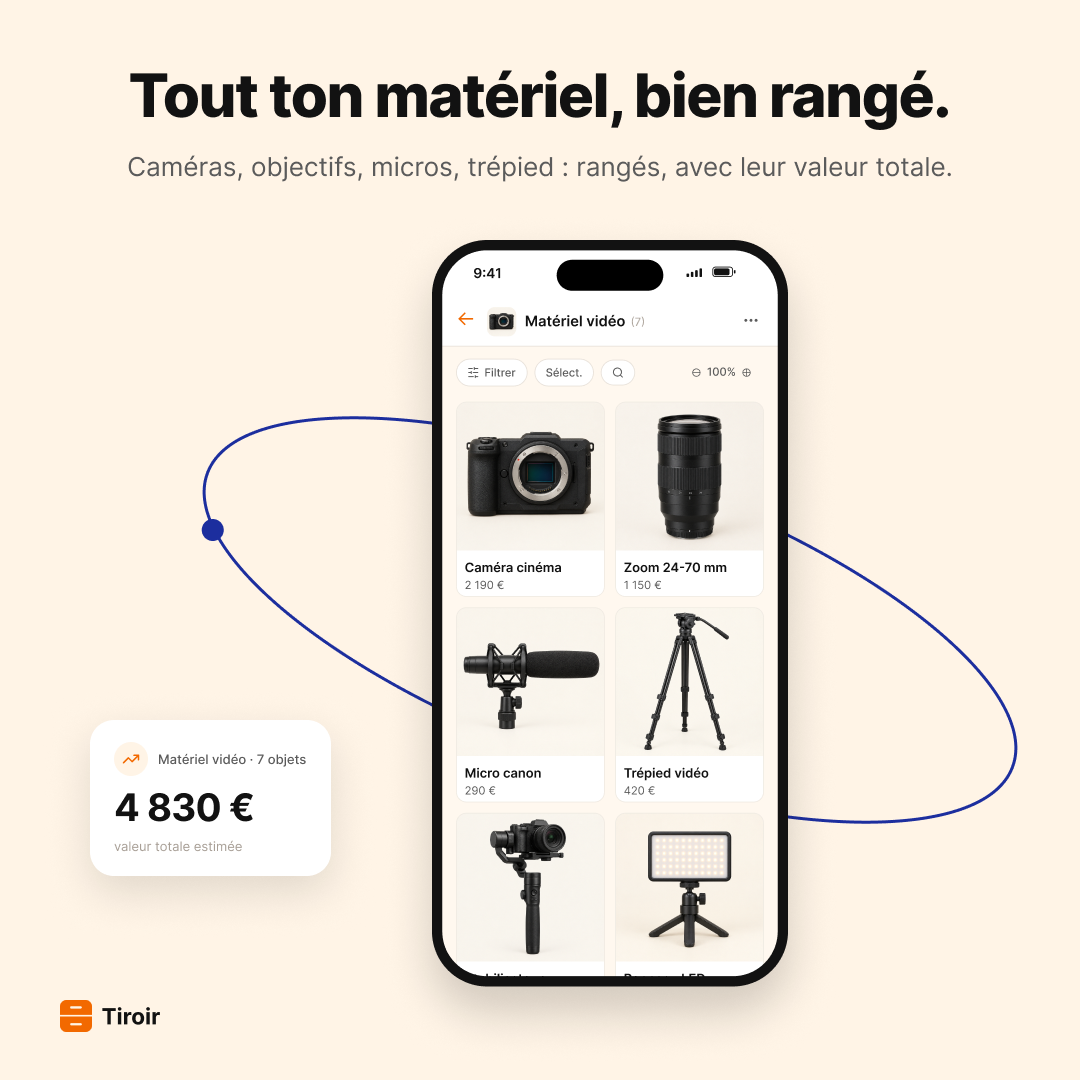 Tout ton matériel, bien rangé.
Caméras, objectifs, micros, trépied : rangés, avec leur valeur totale.
9:41
Matériel vidéo (7)
Filtrer
Sélect.
100%
Caméra cinéma
2 190 €
Zoom 24-70 mm
1 150 €
Micro canon
290 €
Trépied vidéo
420 €
Matériel vidéo · 7 objets
4 830 €
valeur totale estimée
Tiroir